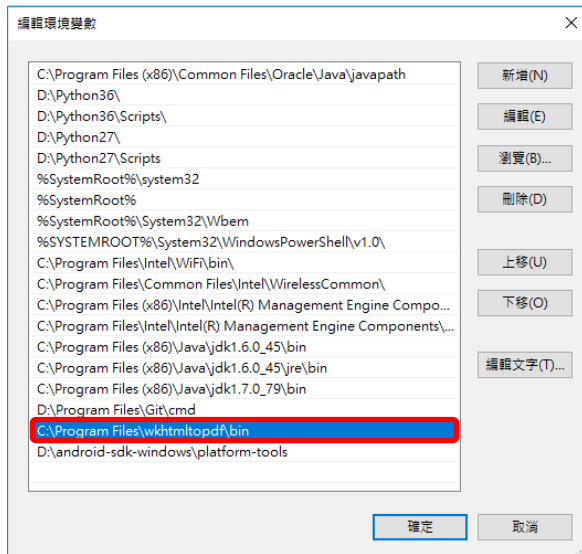 編輯環境變數
C:\Program Files (x86)\Common Files\Oracle\Java\javapath
D:\Python36\
D:\Python36\Scripts\
D:\Python27\
D:\Python27\Scripts
%SystemRoot%\system32
%SystemRoot%
%SystemRoot%\System32\Wbem
%SYSTEMROOT%\System32\WindowsPowerShell\v1.0\
C:\Program Files\Intel\WiFi\bin\
C:\Program Files\Common Files\Intel\WirelessCommon\
C:\Program Files (x86)\Intel\Intel(R) Management Engine Compo...
C:\Program Files\Intel\Intel(R) Management Engine Components\...
C:\Program Files (x86)\Java\jdk1.6.0_45\bin
C:\Program Files (x86)\Java\jdk1.6.0_45\jre\bin
C:\Program Files (x86)\Java\jdk1.7.0_79\bin
D:\Program Files\Git\cmd
C:\Program Files\wkhtmltopdf\bin
D:\android-sdk-windows\platform-tools
新增(N)
編輯(E)
瀏覽(B)...
刪除(D)
上移(U)
下移(O)
編輯文字(T)...
確定
取消